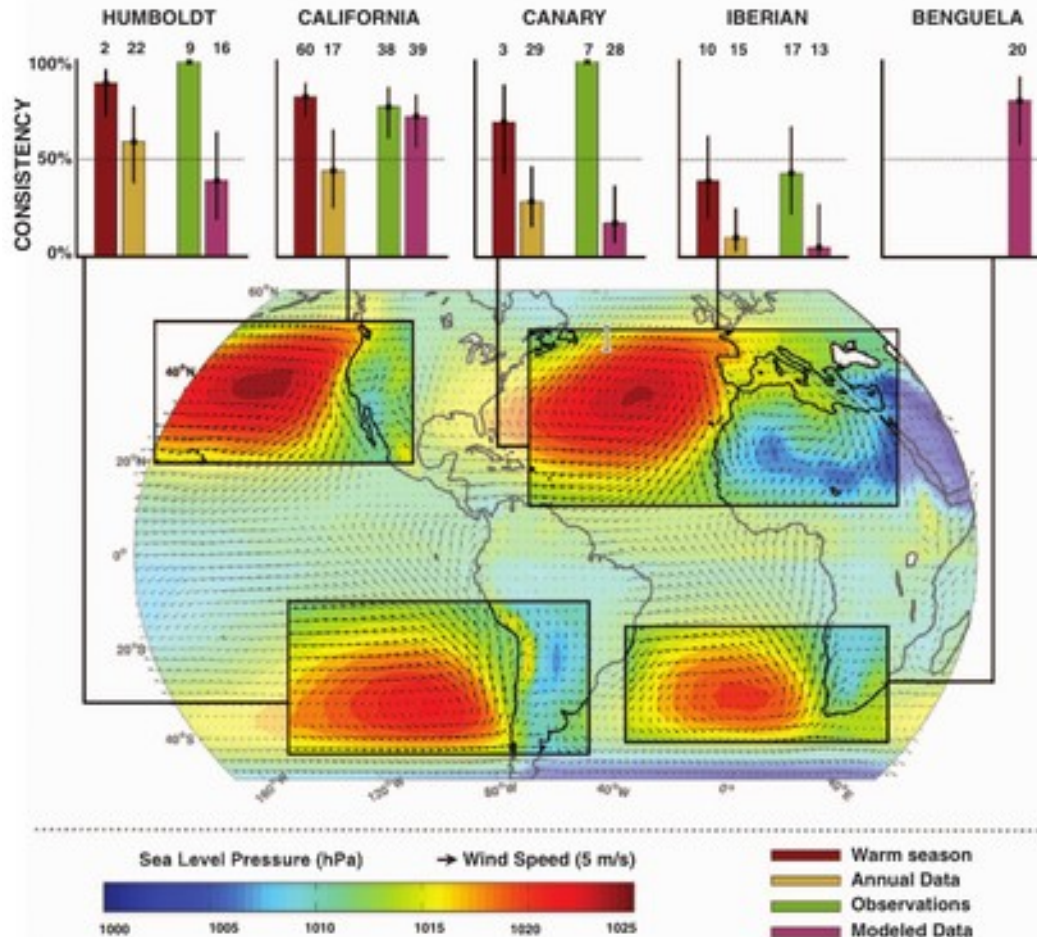 HUMBOLDT CALIFORNIA CANARY IBERIAN BENGUELA
2 22 9 16 60 17 38 39 3 29 7 28 10 15 17 13 20
100%
50%
0%
CONSISTENCY
60°N
40°N
20°N
0°
20°S
40°S
160°W 120°W 80°W 40°W 0° 40°E
Sea Level Pressure (hPa) → Wind Speed (5 m/s)
1000 1005 1010 1015 1020 1025
Warm season
Annual Data
Observations
Modeled Data